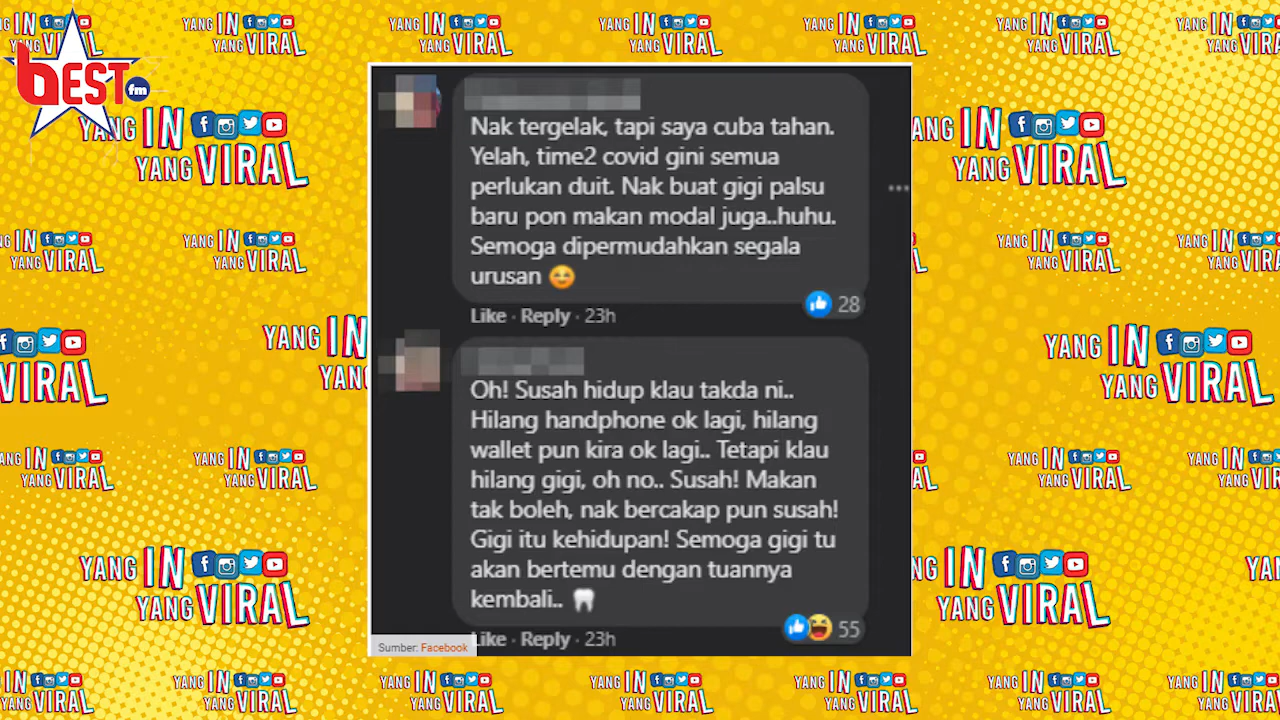 BEST fm
YANG IN
YANG VIRAL
Nak tergelak, tapi saya cuba tahan.
Yelah, time2 covid gini semua
perlukan duit. Nak buat gigi palsu
baru pon makan modal juga..huhu.
Semoga dipermudahkan segala
urusan
28
Like · Reply · 23h
Oh! Susah hidup klau takda ni..
Hilang handphone ok lagi, hilang
wallet pun kira ok lagi.. Tetapi klau
hilang gigi, oh no.. Susah! Makan
tak boleh, nak bercakap pun susah!
Gigi itu kehidupan! Semoga gigi tu
akan bertemu dengan tuannya
kembali..
55
Like · Reply · 23h
Sumber: Facebook